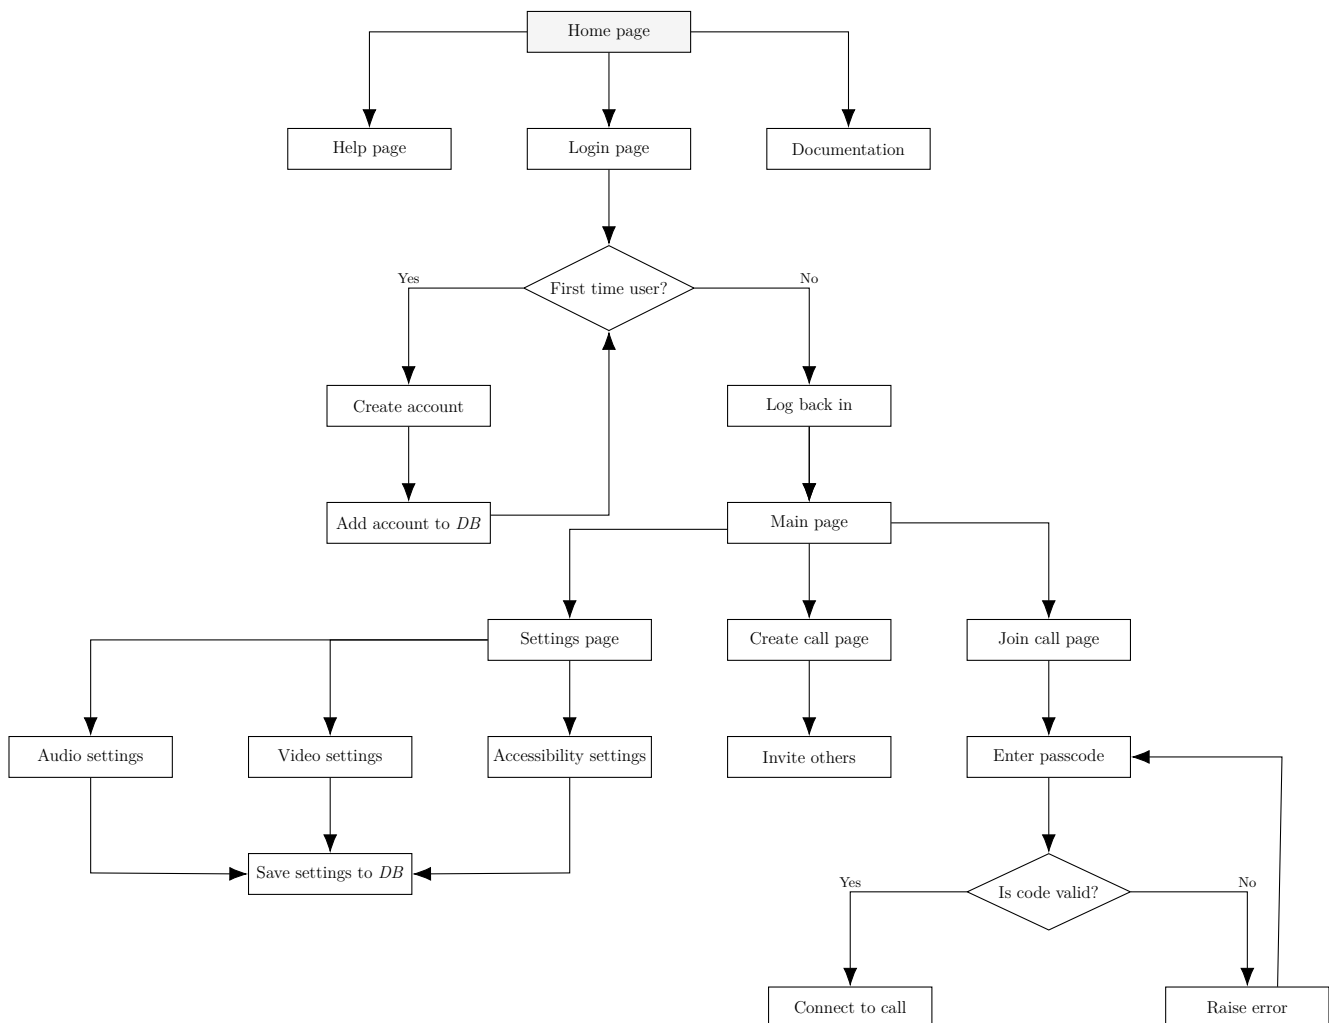 Home page
Help page
Login page
Documentation
Yes
First time user?
No
Create account
Log back in
Add account to DB
Main page
Settings page
Create call page
Join call page
Audio settings
Video settings
Accessibility settings
Invite others
Enter passcode
Save settings to DB
Yes
Is code valid?
No
Connect to call
Raise error